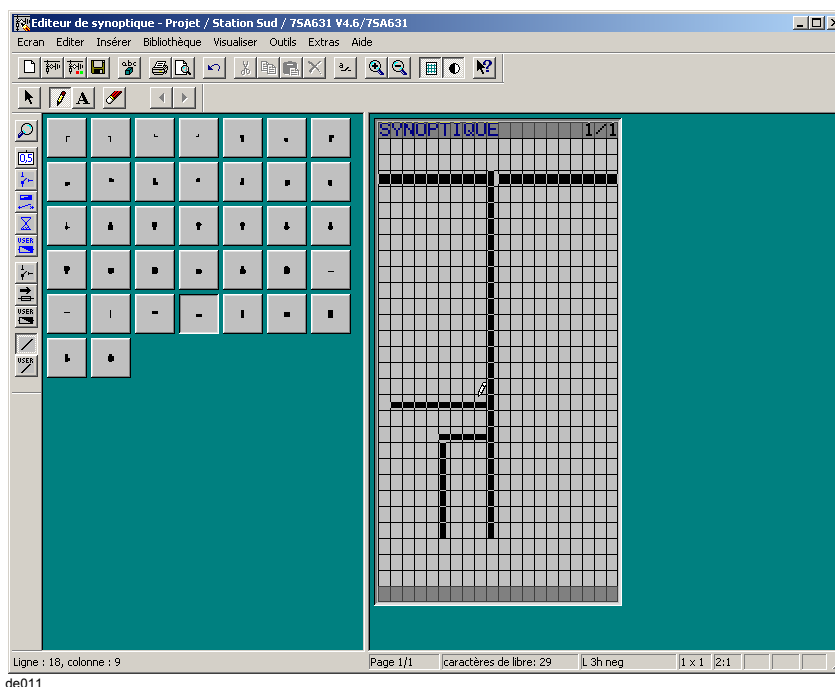 Editeur de synoptique - Projet / Station Sud / 7SA631 V4.6/7SA631
Ecran Editer Insérer Bibliothèque Visualiser Outils Extras Aide
abc
A
SYNOPTIQUE 1/1
0,5
USER
USER
USER
Ligne : 18, colonne : 9 Page 1/1 caractères de libre: 29 L 3h neg 1 x 1 2:1
de011